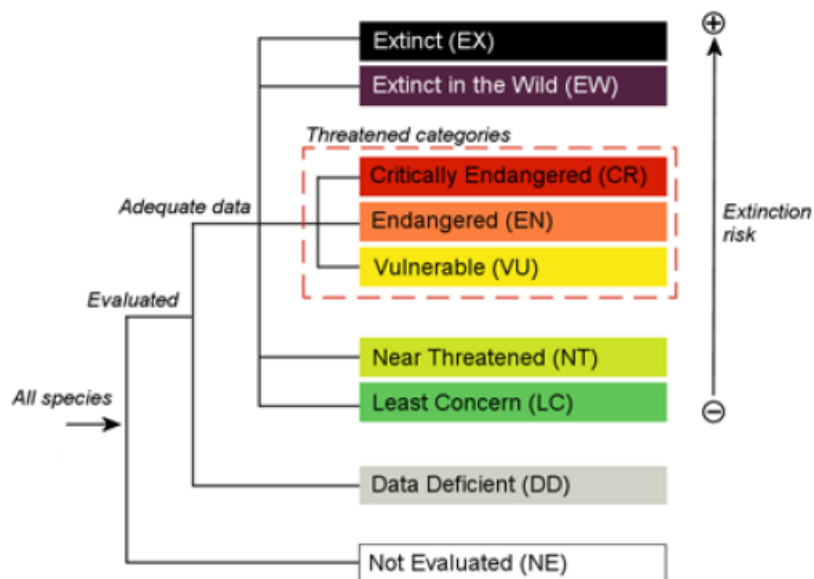 Extinct (EX)
Extinct in the Wild (EW)
Threatened categories
Critically Endangered (CR)
Adequate data
Endangered (EN)
Extinction
risk
Vulnerable (VU)
Evaluated
Near Threatened (NT)
All species
Least Concern (LC)
Data Deficient (DD)
Not Evaluated (NE)